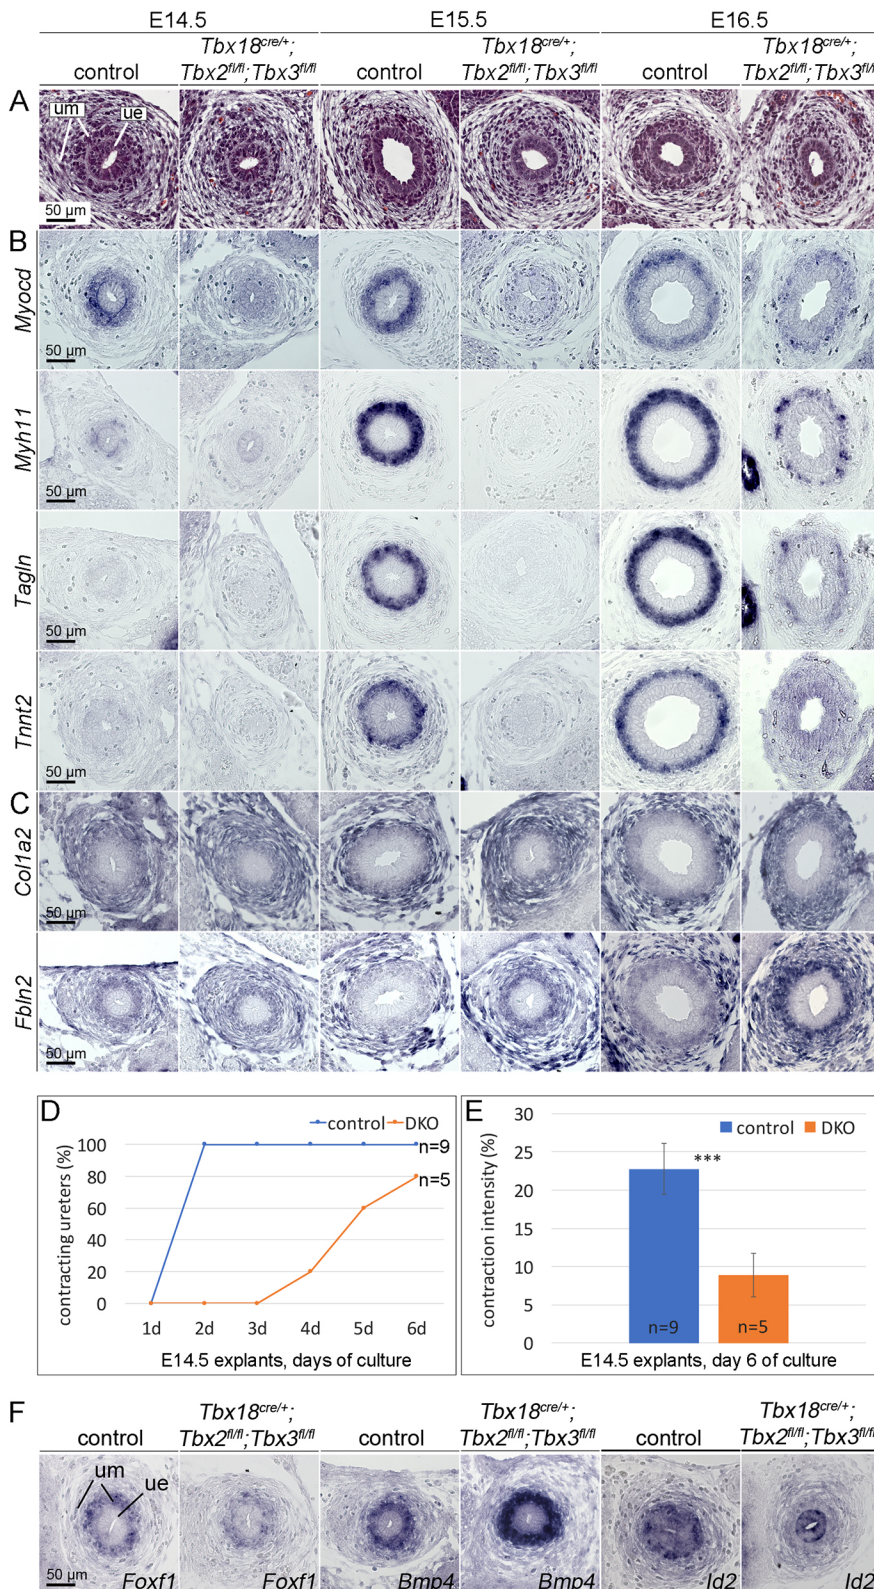 E14.5 E15.5 E16.5
Tbx18cre/+; Tbx18cre/+; Tbx18cre/+;
control Tbx2fl/fl;Tbx3fl/fl control Tbx2fl/fl;Tbx3fl/fl control Tbx2fl/fl;Tbx3fl/fl
A
um ue
50 µm
B
Myocd
50 µm
Myh11
50 µm
Tagln
50 µm
Tnnt2
50 µm
C
Col1a2
50 µm
Fbln2
50 µm
D
control DKO
contracting ureters (%)
100
80
60
40
20
0
n=9
n=5
1d 2d 3d 4d 5d 6d
E14.5 explants, days of culture
E
control DKO
contraction intensity (%)
30
25
20
15
10
5
0
***
n=9 n=5
E14.5 explants, day 6 of culture
F
Tbx18cre/+; Tbx18cre/+; Tbx18cre/+;
control Tbx2fl/fl;Tbx3fl/fl control Tbx2fl/fl;Tbx3fl/fl control Tbx2fl/fl;Tbx3fl/fl
um ue
50 µm
Foxf1 Foxf1 Bmp4 Bmp4 Id2 Id2